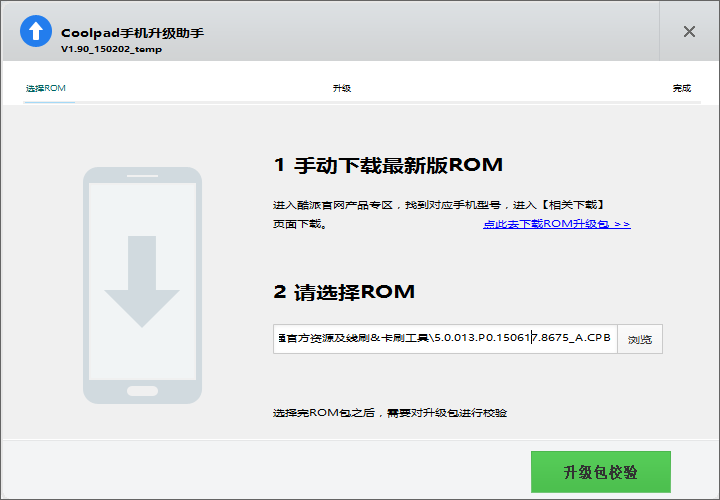 Coolpad手机升级助手
V1.90_150202_temp
选择ROM
升级
完成
1 手动下载最新版ROM
进入酷派官网产品专区，找到对应手机型号，进入【相关下载】
页面下载。
点此去下载ROM升级包 >>
2 请选择ROM
官方资源及线刷&卡刷工具\5.0.013.P0.150617.8675_A.CPB
浏览
选择完ROM包之后，需要对升级包进行校验
升级包校验